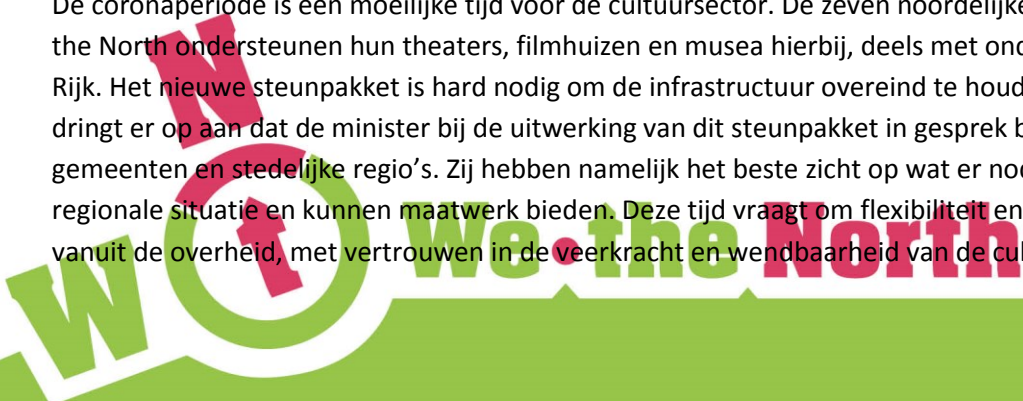 De coronaperiode is een moeilijke tijd voor de cultuursector. De zeven noordelijke
the North ondersteunen hun theaters, filmhuizen en musea hierbij, deels met
Rijk. Het nieuwe steunpakket is hard nodig om de infrastructuur overeind te
dringt er op aan dat de minister bij de uitwerking van dit steunpakket in gesprek
gemeenten en stedelijke regio's. Zij hebben namelijk het beste zicht op wat er
regionale situatie en kunnen maatwerk bieden. Deze tijd vraagt om flexibiliteit en
vanuit de overheid, met vertrouwen in de veerkracht en wendbaarheid van de
We•the North
N
W t